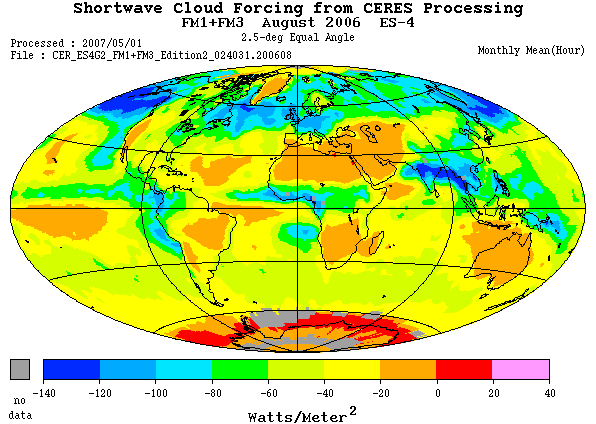 Shortwave Cloud Forcing from CERES Processing
FM1+FM3 August 2006 ES-4
2.5-deg Equal Angle
Processed : 2007/05/01
Monthly Mean(Hour)
File : CER_ES4G2_FM1+FM3_Edition2_024031.200608
no data
-140 -120 -100 -80 -60 -40 -20 0 20 40
Watts/Meter²